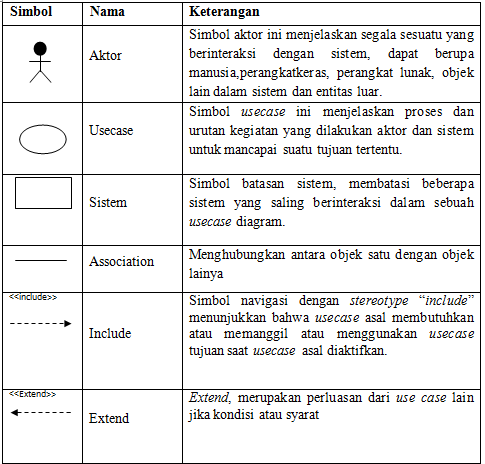 Simbol Nama Keterangan
Aktor
Simbol aktor ini menjelaskan segala sesuatu yang
berinteraksi dengan sistem, dapat berupa
manusia,perangkatkeras, perangkat lunak, objek
lain dalam sistem dan entitas luar.
Usecase
Simbol usecase ini menjelaskan proses dan
urutan kegiatan yang dilakukan aktor dan sistem
untuk mancapai suatu tujuan tertentu.
Sistem
Simbol batasan sistem, membatasi beberapa
sistem yang saling berinteraksi dalam sebuah
usecase diagram.
Association
Menghubungkan antara objek satu dengan objek
lainya
<<include>>
Include
Simbol navigasi dengan stereotype “include”
menunjukkan bahwa usecase asal membutuhkan
atau memanggil atau menggunakan usecase
tujuan saat usecase asal diaktifkan.
<<Extend>>
Extend
Extend, merupakan perluasan dari use case lain
jika kondisi atau syarat